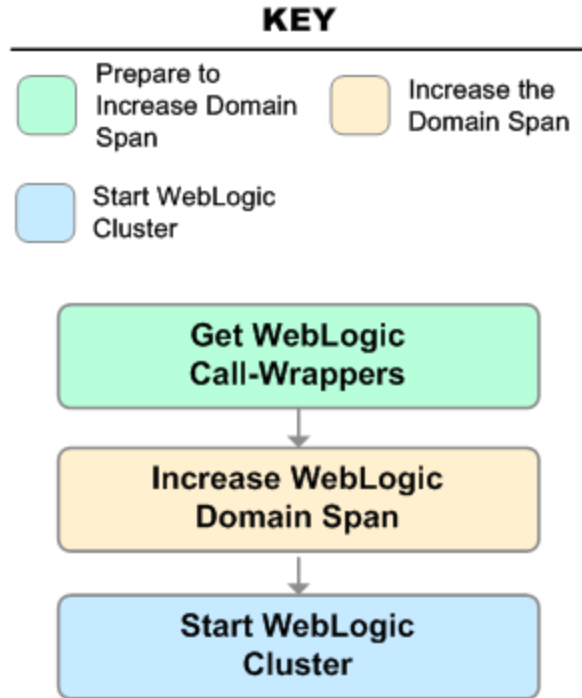 KEY
Prepare to
Increase Domain
Span
Increase the
Domain Span
Start WebLogic
Cluster
Get WebLogic
Call-Wrappers
Increase WebLogic
Domain Span
Start WebLogic
Cluster